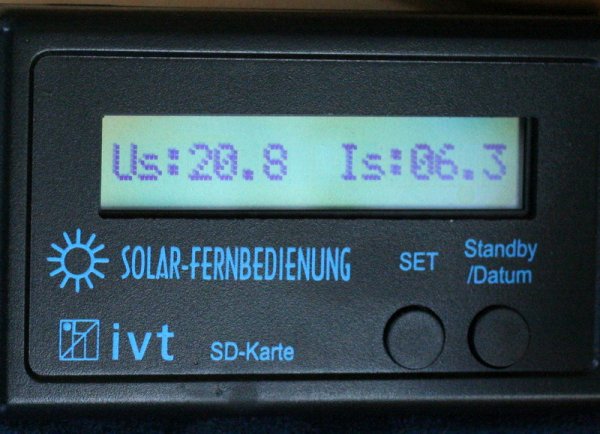 Us:20.8 Is:06.3
SOLAR-FERNBEDIENUNG
SET
Standby
/Datum
ivt
SD-Karte